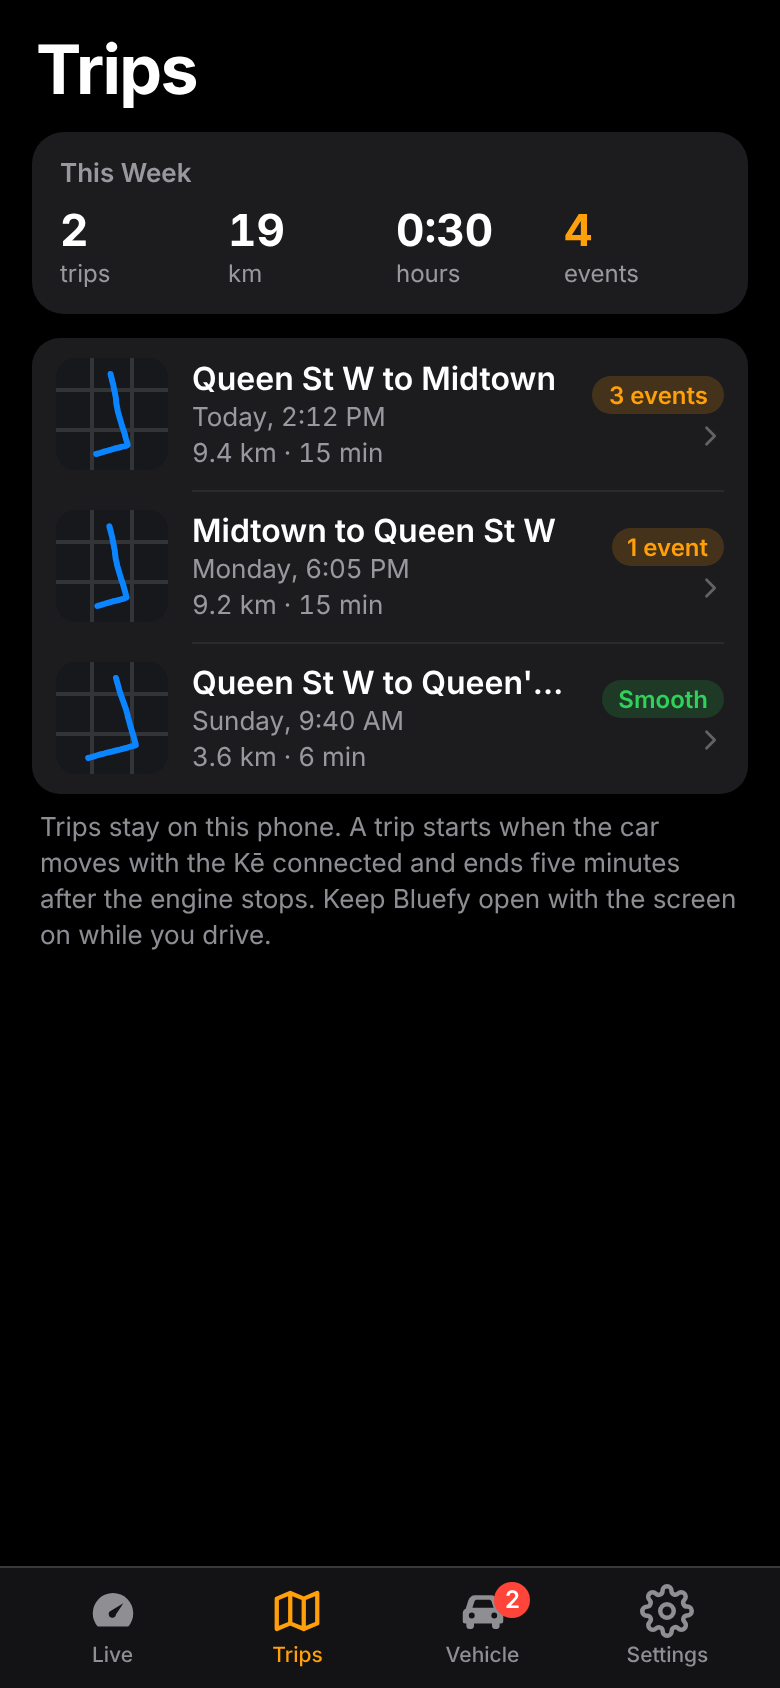 Trips
This Week
2
trips
19
km
0:30
hours
4
events
Queen St W to Midtown
Today, 2:12 PM
9.4 km · 15 min
3 events
Midtown to Queen St W
Monday, 6:05 PM
9.2 km · 15 min
1 event
Queen St W to Queen'...
Sunday, 9:40 AM
3.6 km · 6 min
Smooth
Trips stay on this phone. A trip starts when the car
moves with the Kē connected and ends five minutes
after the engine stops. Keep Bluefy open with the screen
on while you drive.
Live
Trips
2
Vehicle
Settings